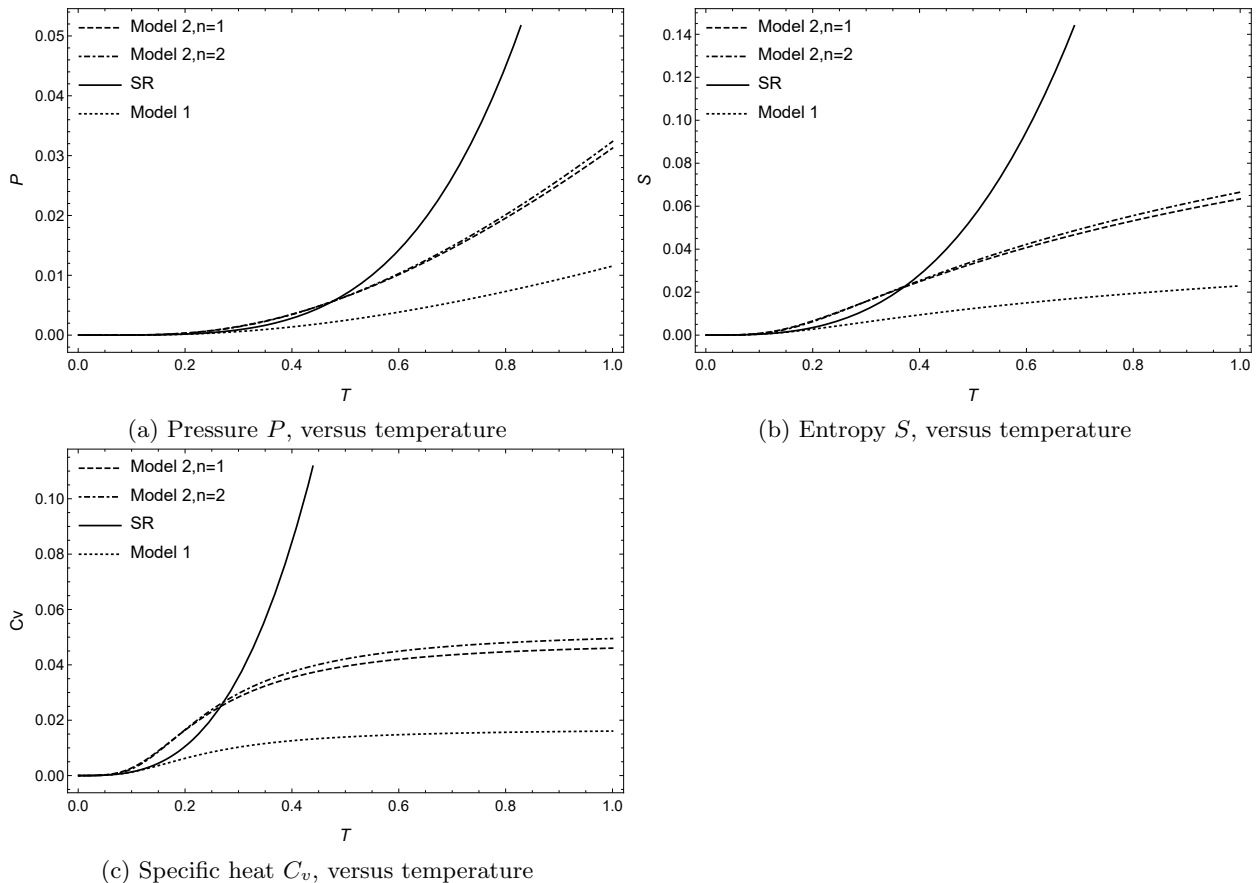 Model 2,n=1
Model 2,n=2
SR
Model 1
0.05
0.04
0.03
0.02
0.01
0.00
P
0.0 0.2 0.4 0.6 0.8 1.0
T
(a) Pressure P, versus temperature
Model 2,n=1
Model 2,n=2
SR
Model 1
0.14
0.12
0.10
0.08
0.06
0.04
0.02
0.00
S
0.0 0.2 0.4 0.6 0.8 1.0
T
(b) Entropy S, versus temperature
Model 2,n=1
Model 2,n=2
SR
Model 1
0.10
0.08
0.06
0.04
0.02
0.00
Cv
0.0 0.2 0.4 0.6 0.8 1.0
T
(c) Specific heat Cv, versus temperature